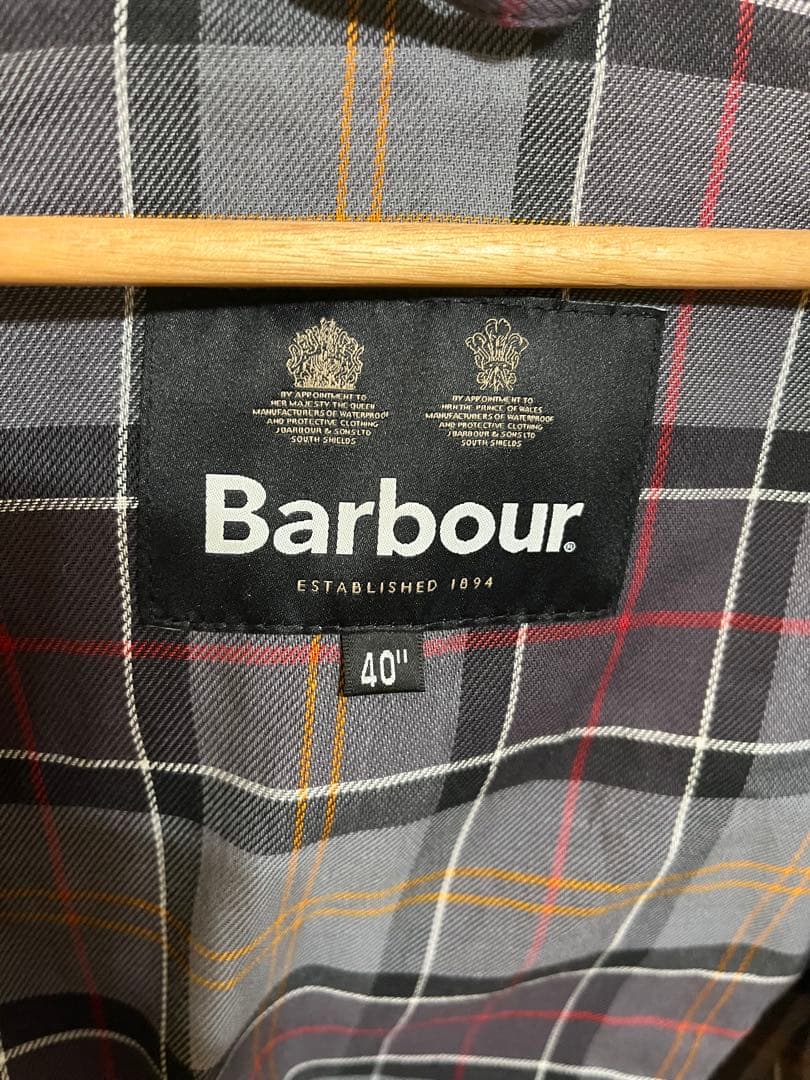 BY APPOINTMENT TO
HER MAJESTY THE QUEEN
MANUFACTURERS OF WATERPROOF
AND PROTECTIVE CLOTHING
J BARBOUR & SONS LTD
SOUTH SHIELDS
BY APPOINTMENT TO
HRH THE PRINCE OF WALES
MANUFACTURERS OF WATERPROOF
AND PROTECTIVE CLOTHING
J BARBOUR & SONS LTD
SOUTH SHIELDS
Barbour®
ESTABLISHED 1894
40"